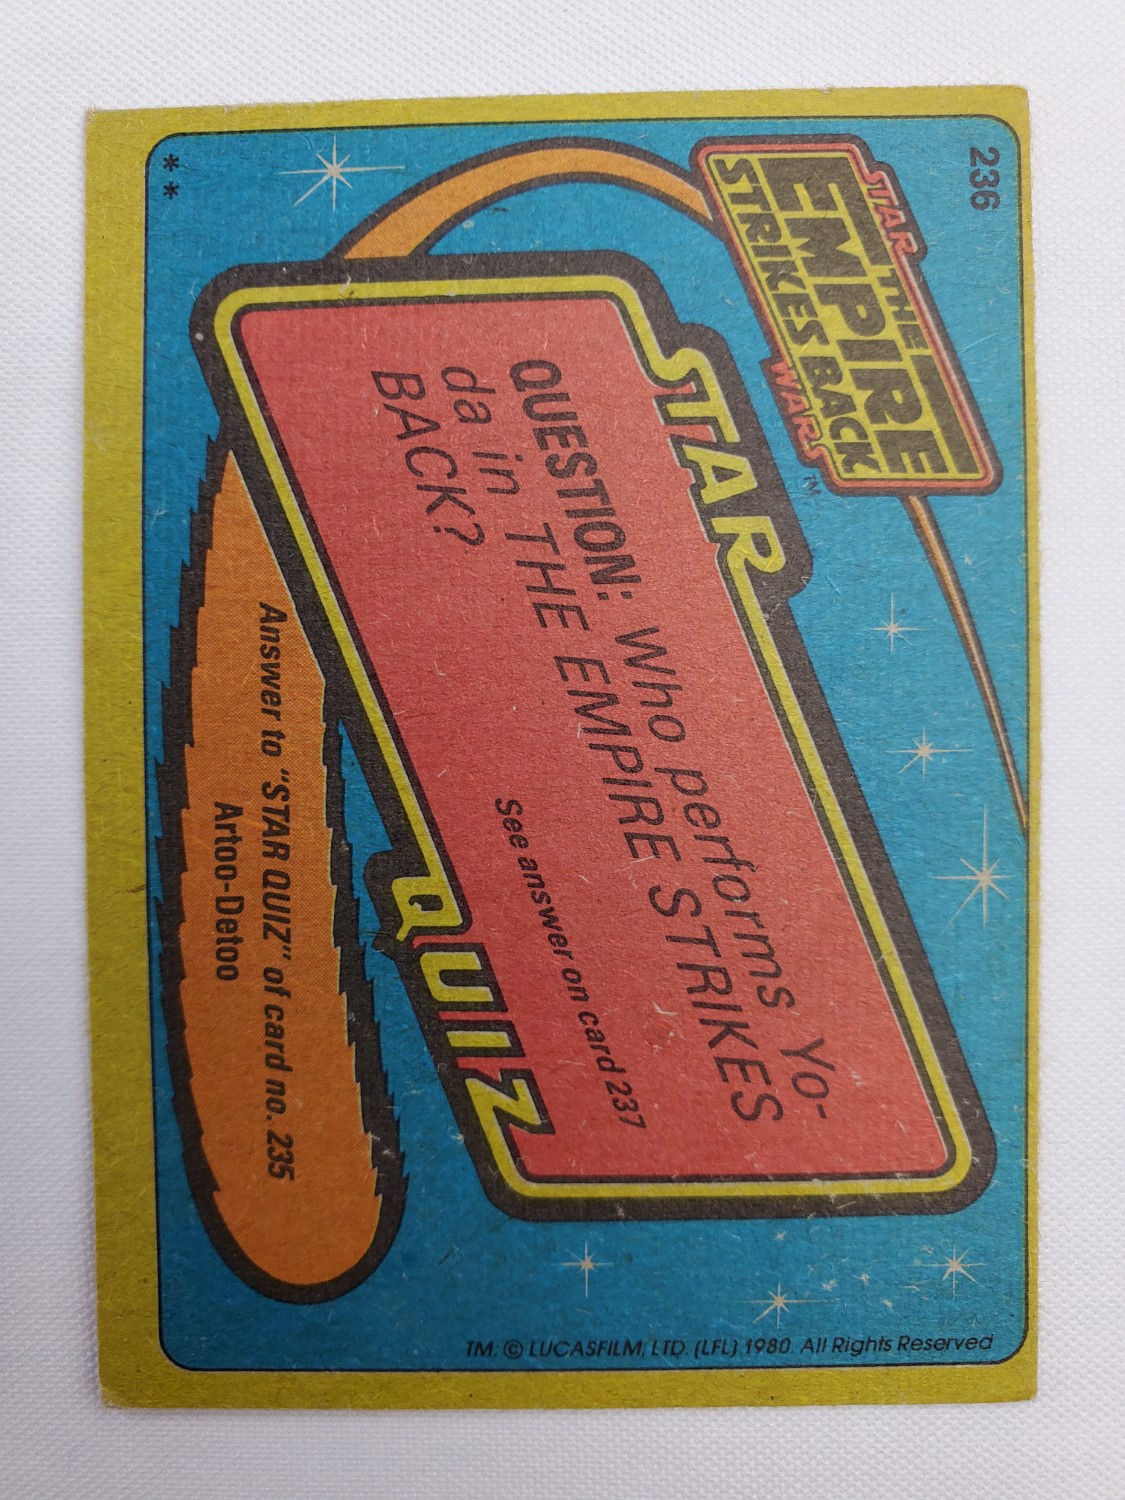 236
STAR
THE
EMPIRE
STRIKES BACK
WARS™
STAR
QUESTION: Who performs Yo-
da in THE EMPIRE STRIKES
BACK?
See answer on card 237
QUIZ
Answer to "STAR QUIZ" of card no. 235
Artoo-Detoo
**
TM: © LUCASFILM, LTD. (LFL) 1980. All Rights Reserved